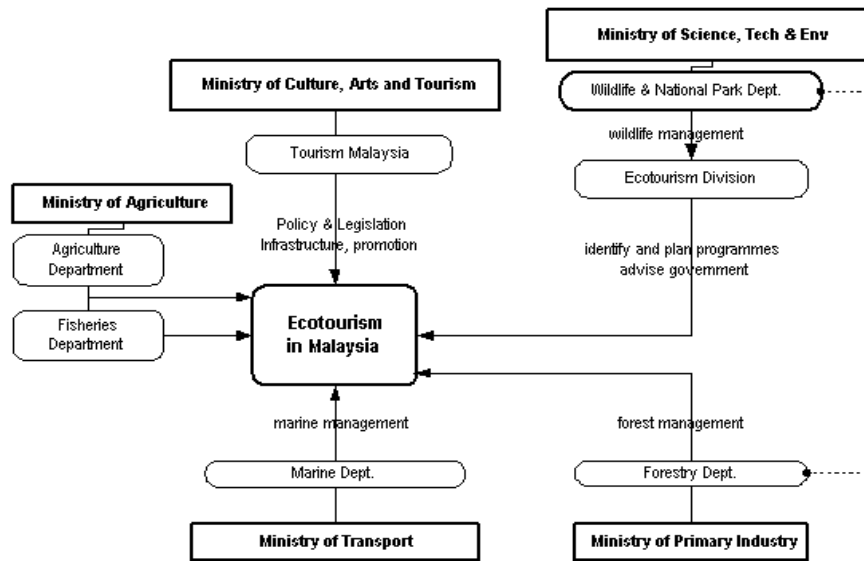 Ministry of Science, Tech & Env
Wildlife & National Park Dept.
wildlife management
Ecotourism Division
identify and plan programmes
advise government
Ministry of Culture, Arts and Tourism
Tourism Malaysia
Policy & Legislation
Infrastructure, promotion
Ministry of Agriculture
Agriculture
Department
Fisheries
Department
Ecotourism
in Malaysia
marine management
Marine Dept.
Ministry of Transport
forest management
Forestry Dept.
Ministry of Primary Industry